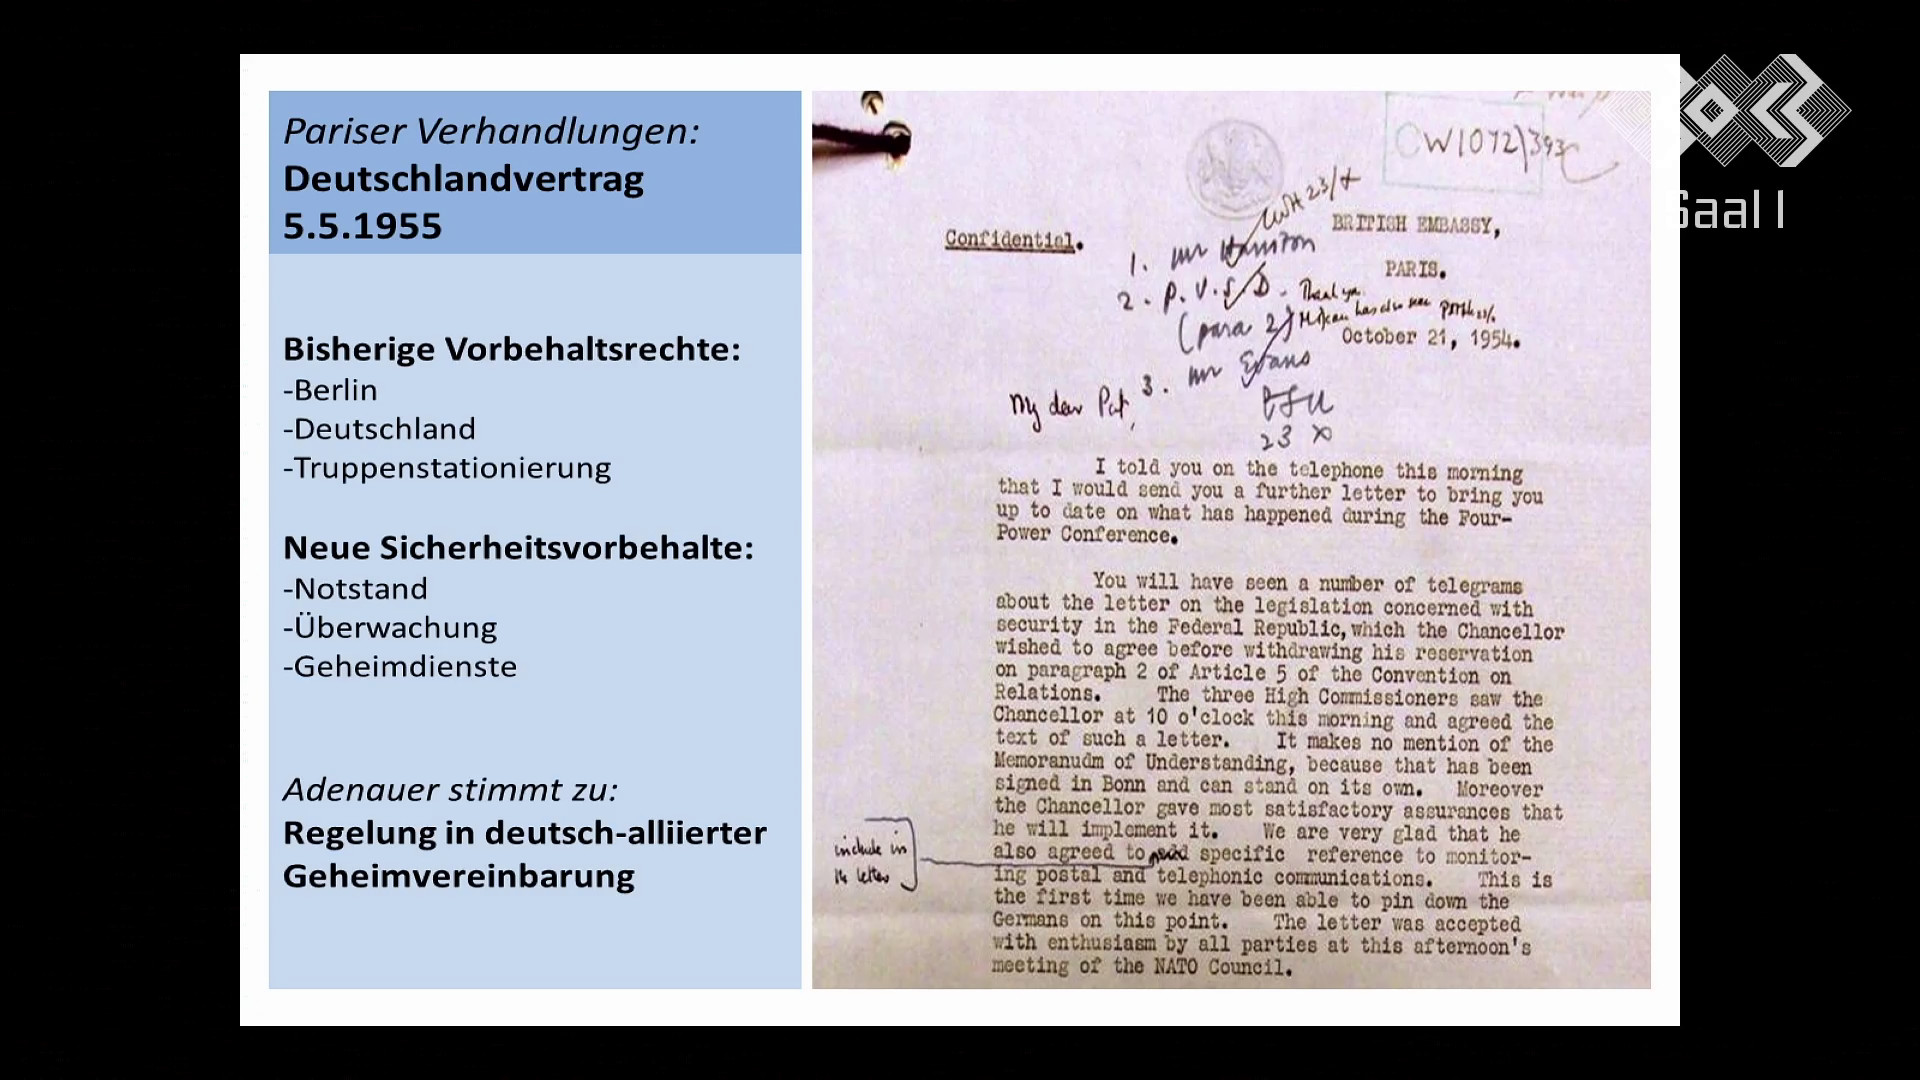 Pariser Verhandlungen:
Deutschlandvertrag
5.5.1955
Bisherige Vorbehaltsrechte:
-Berlin
-Deutschland
-Truppenstationierung
Neue Sicherheitsvorbehalte:
-Notstand
-Überwachung
-Geheimdienste
Adenauer stimmt zu:
Regelung in deutsch-alliierter
Geheimvereinbarung
CW1072/393
BRITISH EMBASSY,
PARIS.
Confidential.
1. Mr
2. P.U.S.D. - Thank you.
(para 2)
October 21, 1954.
3. Mr Evans
23 X
My dear Pat,
I told you on the telephone this morning
that I would send you a further letter to bring you
up to date on what has happened during the Four-
Power Conference.
You will have seen a number of telegrams
about the letter on the legislation concerned with
security in the Federal Republic, which the Chancellor
wished to agree before withdrawing his reservation
on paragraph 2 of Article 5 of the Convention on
Relations. The three High Commissioners saw the
Chancellor at 10 o'clock this morning and agreed the
text of such a letter. It makes no mention of the
Memoranudm of Understanding, because that has been
signed in Bonn and can stand on its own. Moreover
the Chancellor gave most satisfactory assurances that
he will implement it. We are very glad that he
also agreed to specific reference to monitor-
ing postal and telephonic communications. This is
the first time we have been able to pin down the
Germans on this point. The letter was accepted
with enthusiasm by all parties at this afternoon's
meeting of the NATO Council.
include in
letter
Saal 1